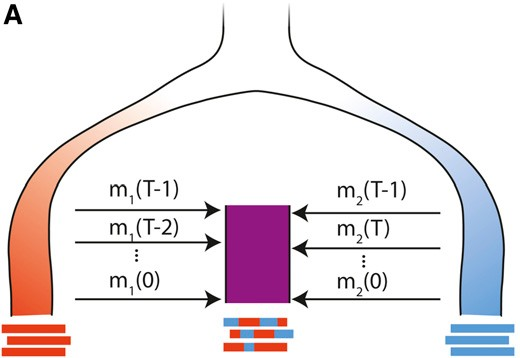 A
m₁(T-1) m₂(T-1)
m₁(T-2) m₂(T)
⋮ ⋮
m₁(0) m₂(0)